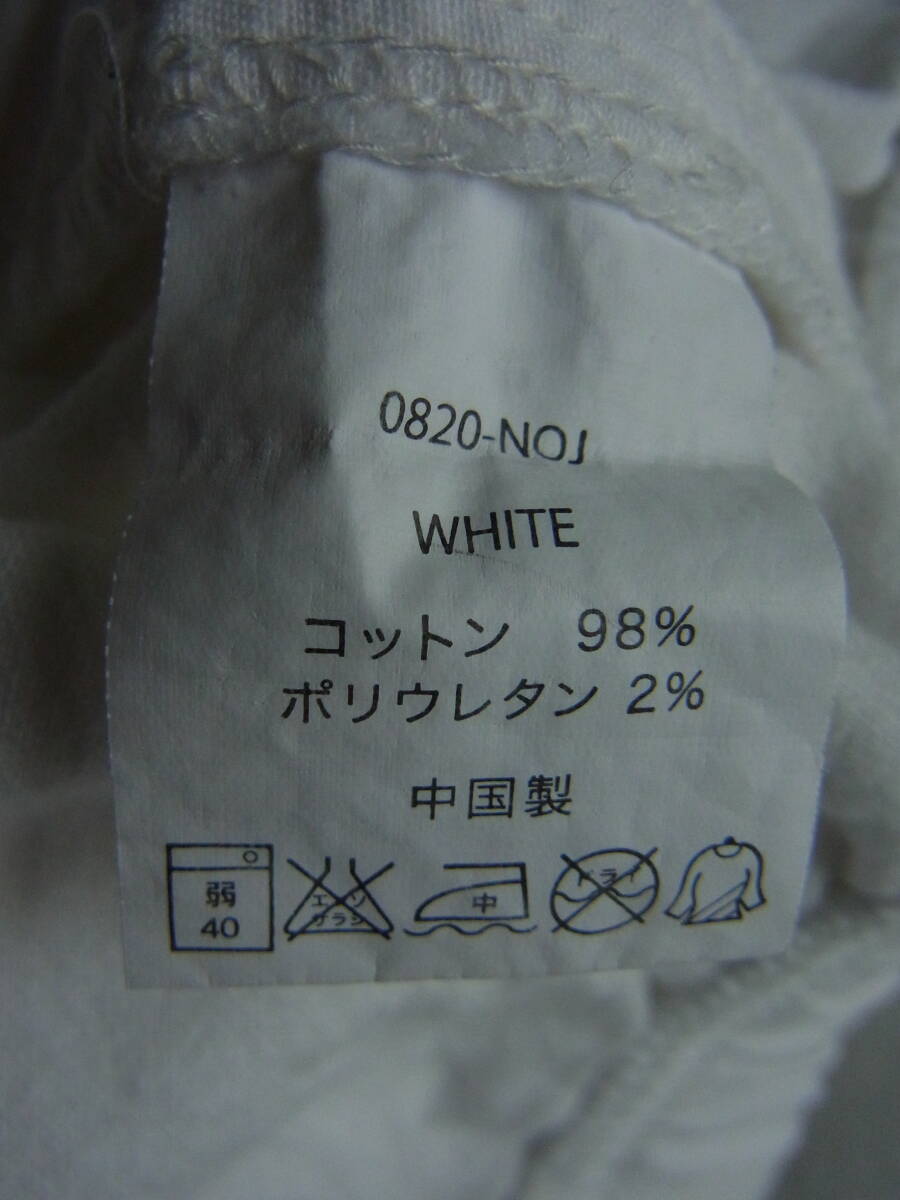 0820-NOJ
WHITE
コットン 98%
ポリウレタン 2%
中国製
弱
40
エンソ
サラシ
中
ドライ